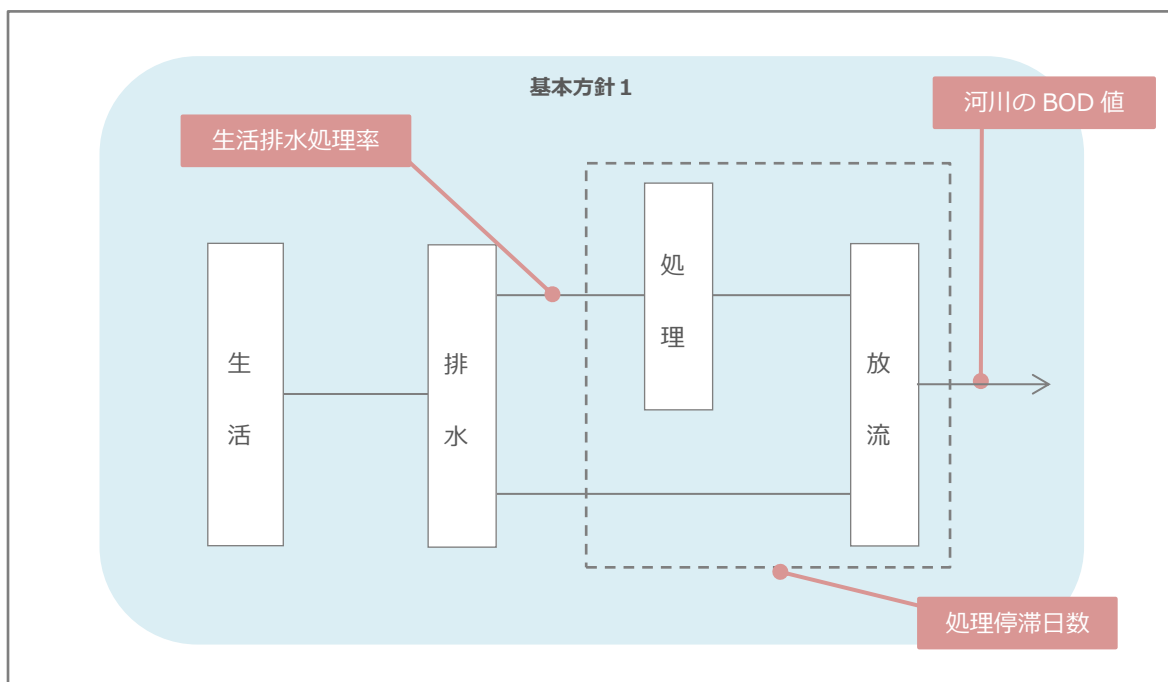 基本方針１
河川の BOD 値
生活排水処理率
処理
生活
排水
放流
処理停滞日数